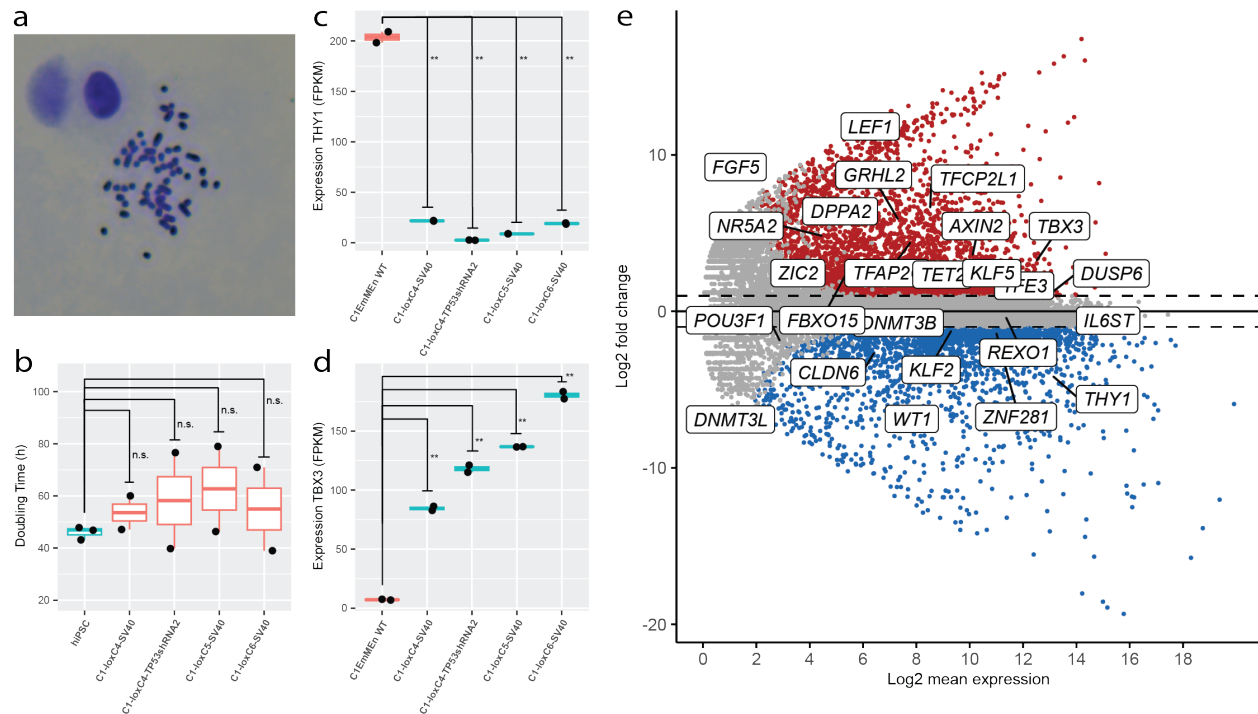 a
b
Doubling Time (h)
100
80
60
40
20
n.s.
n.s.
n.s.
n.s.
hiPSC
C1-loxC4-SV40
C1-loxC4-TP53shRNA2
C1-loxC5-SV40
C1-loxC6-SV40
c
Expression THY1 (FPKM)
200
150
100
50
0
**
**
**
**
C1EmMEn WT
C1-loxC4-SV40
C1-loxC4-TP53shRNA2
C1-loxC5-SV40
C1-loxC6-SV40
d
Expression TBX3 (FPKM)
150
100
50
0
**
**
**
**
C1EmMEn WT
C1-loxC4-SV40
C1-loxC4-TP53shRNA2
C1-loxC5-SV40
C1-loxC6-SV40
e
Log2 fold change
10
0
-10
-20
LEF1
FGF5
GRHL2
TFCP2L1
DPPA2
NR5A2
AXIN2
TBX3
ZIC2
TFAP2
TET2
KLF5
TFE3
DUSP6
POU3F1
FBXO15
DNMT3B
IL6ST
CLDN6
KLF2
REXO1
THY1
DNMT3L
WT1
ZNF281
0 2 4 6 8 10 12 14 16 18
Log2 mean expression